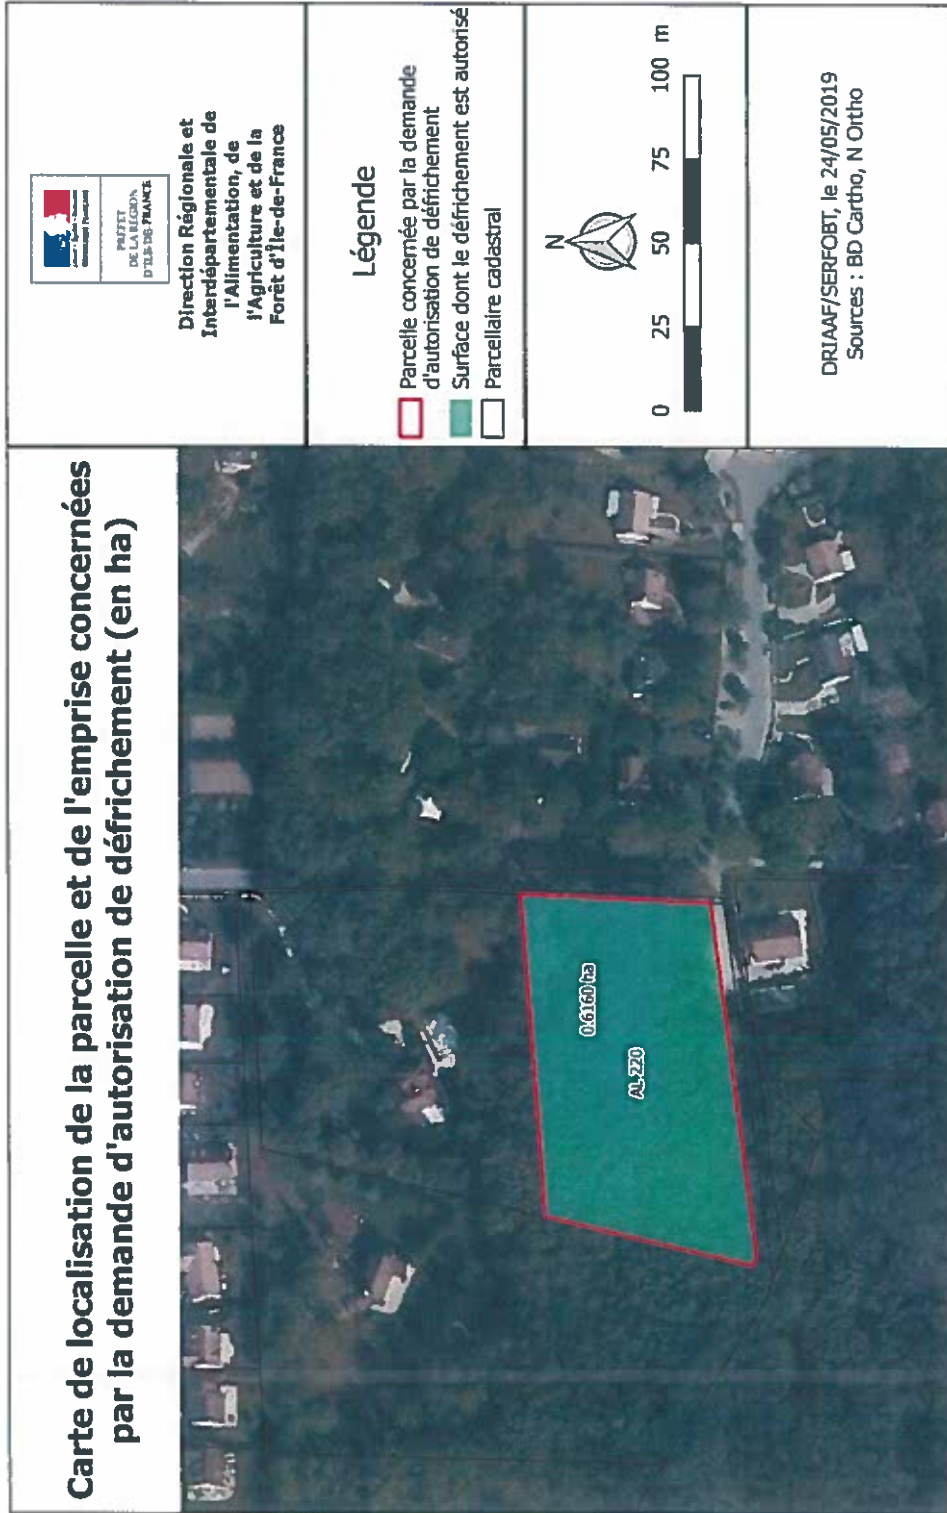 Carte de localisation de la parcelle et de l'emprise concernées
par la demande d'autorisation de défrichement (en ha)
PRÉFET
DE LA RÉGION
D'ÎLE-DE-FRANCE
Direction Régionale et
Interdépartementale de
l'Alimentation, de
l'Agriculture et de la
Forêt d'Île-de-France
Légende
Parcelle concernée par la demande
d'autorisation de défrichement
Surface dont le défrichement est autorisé
Parcellaire cadastral
N
0 25 50 75 100 m
DRIAAF/SERFOBT, le 24/05/2019
Sources : BD Cartho, N Ortho
0.6160 ha
AL 220